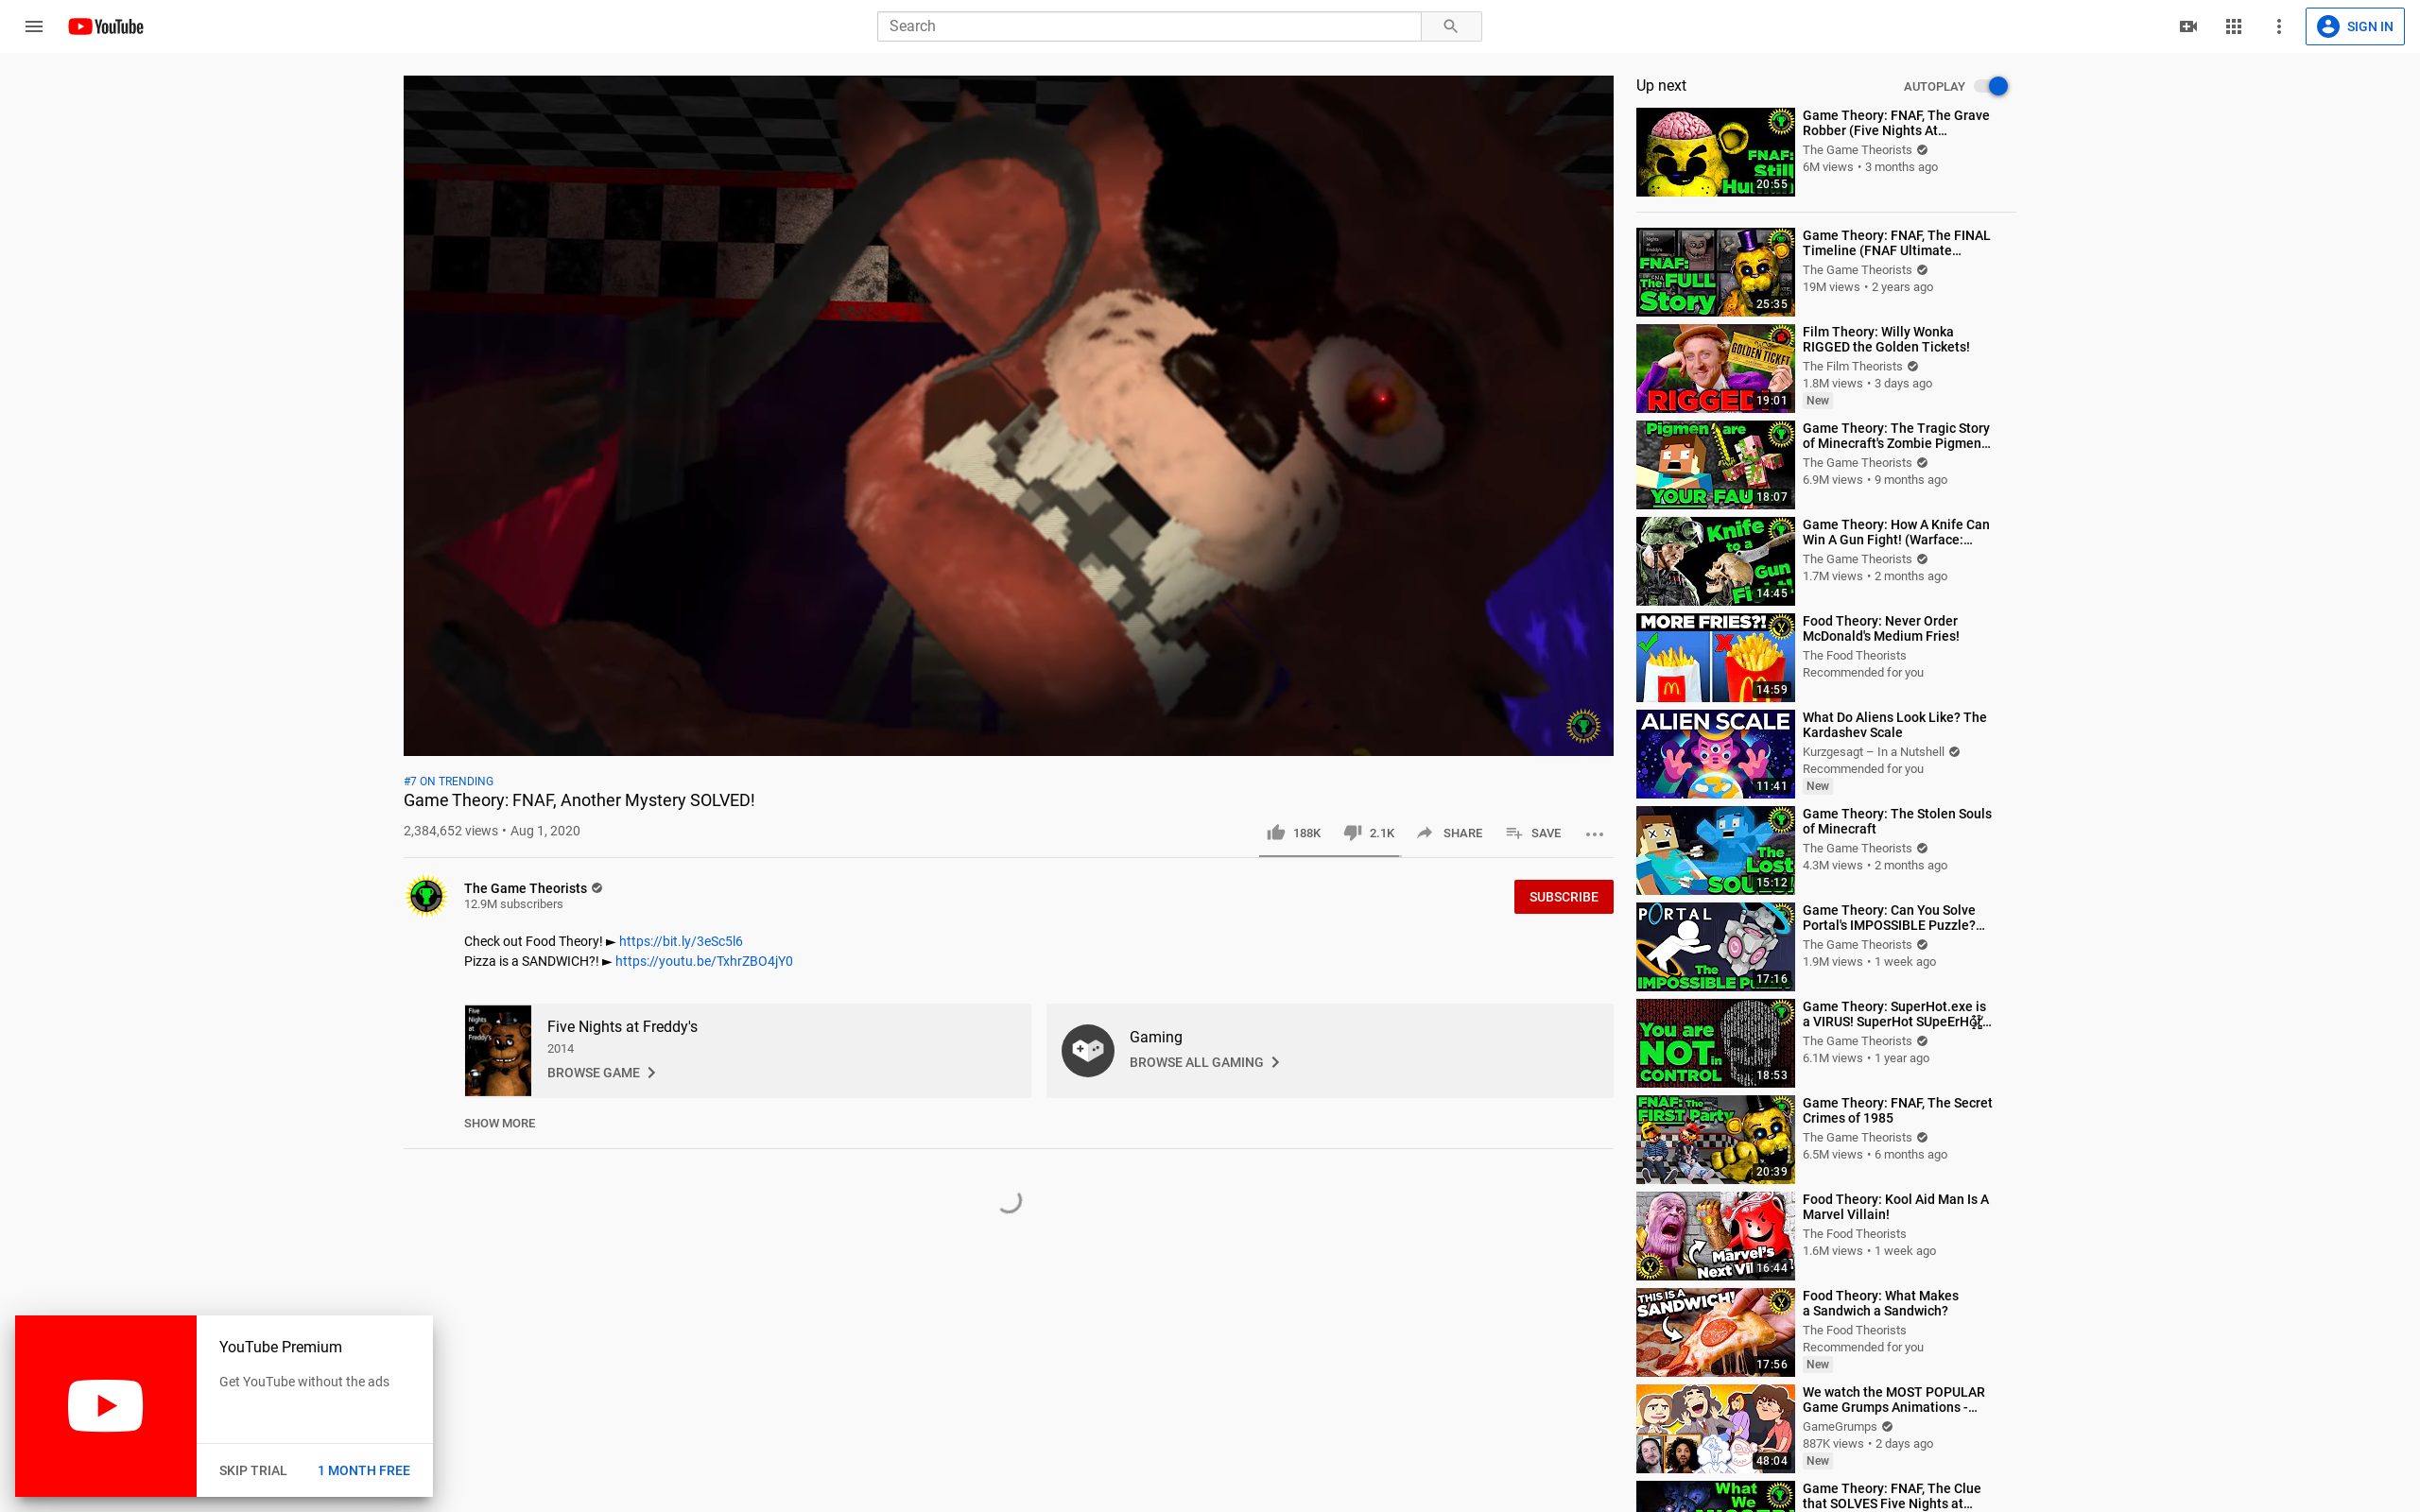 YouTube
Search
SIGN IN
#7 ON TRENDING
Game Theory: FNAF, Another Mystery SOLVED!
2,384,652 views • Aug 1, 2020
188K
2.1K
SHARE
SAVE
The Game Theorists
12.9M subscribers
SUBSCRIBE
Check out Food Theory! ► https://bit.ly/3eSc5l6
Pizza is a SANDWICH?! ► https://youtu.be/TxhrZBO4jY0
Five
Nights
at
Freddy's
Five Nights at Freddy's
2014
BROWSE GAME
Gaming
BROWSE ALL GAMING
SHOW MORE
YouTube Premium
Get YouTube without the ads
SKIP TRIAL
1 MONTH FREE
Up next
AUTOPLAY
FNAF:
Still
20:55
Game Theory: FNAF, The Grave
Robber (Five Nights At…
The Game Theorists
6M views • 3 months ago
FNAF:
The FULL
Story
25:35
Game Theory: FNAF, The FINAL
Timeline (FNAF Ultimate…
The Game Theorists
19M views • 2 years ago
GOLDEN TICKET
RIGGED
19:01
Film Theory: Willy Wonka
RIGGED the Golden Tickets!
The Film Theorists
1.8M views • 3 days ago
New
Pigmen are
YOUR FAU
18:07
Game Theory: The Tragic Story
of Minecraft's Zombie Pigmen…
The Game Theorists
6.9M views • 9 months ago
Knife
to a
Gun
Fi
14:45
Game Theory: How A Knife Can
Win A Gun Fight! (Warface:…
The Game Theorists
1.7M views • 2 months ago
MORE FRIES?!
14:59
Food Theory: Never Order
McDonald's Medium Fries!
The Food Theorists
Recommended for you
ALIEN SCALE
11:41
What Do Aliens Look Like? The
Kardashev Scale
Kurzgesagt – In a Nutshell
Recommended for you
New
The
Lost
SOULS
15:12
Game Theory: The Stolen Souls
of Minecraft
The Game Theorists
4.3M views • 2 months ago
PORTAL
The
IMPOSSIBLE
17:16
Game Theory: Can You Solve
Portal's IMPOSSIBLE Puzzle?…
The Game Theorists
1.9M views • 1 week ago
You are
NOT in
CONTROL
18:53
Game Theory: SuperHot.exe is
a VIRUS! SuperHot
The Game Theorists
6.1M views • 1 year ago
FNAF: The
FIRST Party
20:39
Game Theory: FNAF, The Secret
Crimes of 1985
The Game Theorists
6.5M views • 6 months ago
Marvel's
Next Vil
16:44
Food Theory: Kool Aid Man Is A
Marvel Villain!
The Food Theorists
1.6M views • 1 week ago
THIS IS A
SANDWICH!
17:56
Food Theory: What Makes
a Sandwich a Sandwich?
The Food Theorists
Recommended for you
New
48:04
We watch the MOST POPULAR
Game Grumps Animations -…
GameGrumps
887K views • 2 days ago
New
What
We
Game Theory: FNAF, The Clue
that SOLVES Five Nights at…